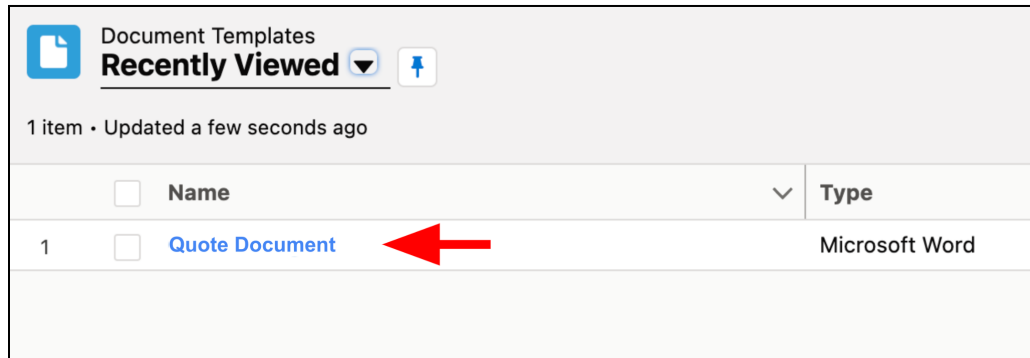 Document Templates
Recently Viewed
1 item • Updated a few seconds ago
Name Type
1 Quote Document Microsoft Word